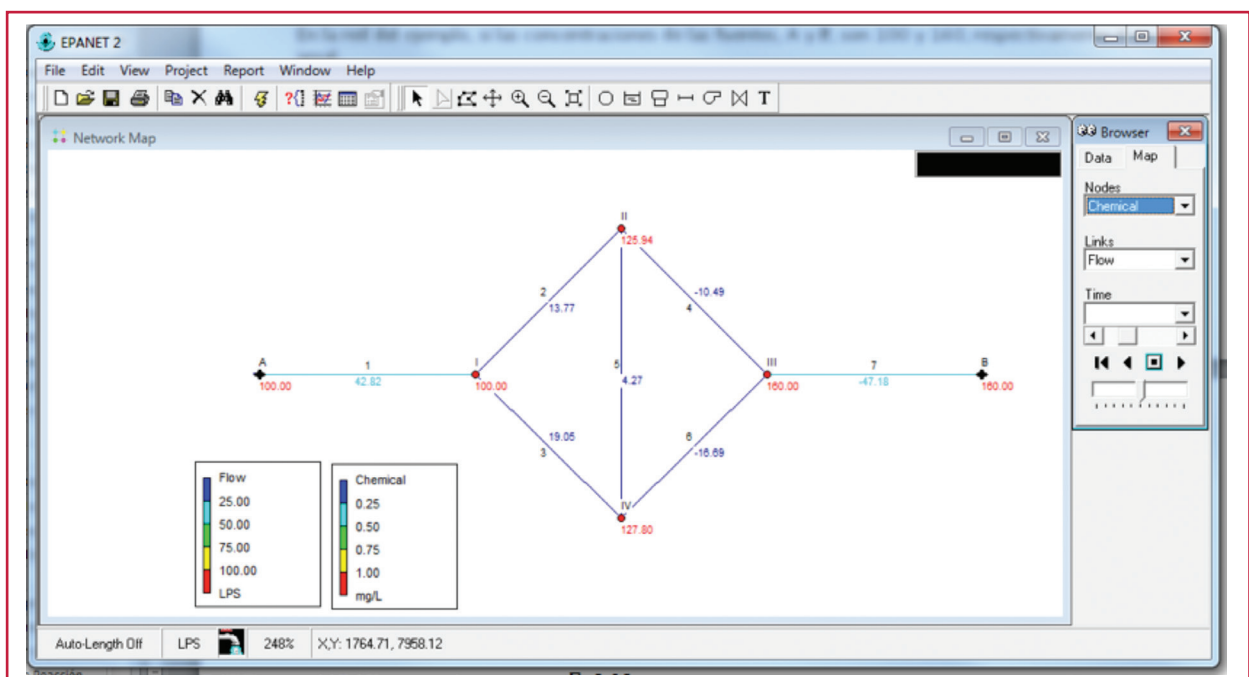 EPANET 2
File Edit View Project Report Window Help
Network Map
II
125.94
2
13.77
-10.49
4
A
100.00
1
42.82
I
100.00
5
4.27
III
160.00
7
-47.18
B
160.00
19.05
3
6
-16.69
IV
127.80
Flow
25.00
50.00
75.00
100.00
LPS
Chemical
0.25
0.50
0.75
1.00
mg/L
Browser
Data Map
Nodes
Chemical
Links
Flow
Time
Auto-Length Off LPS 248% X,Y: 1764.71, 7958.12